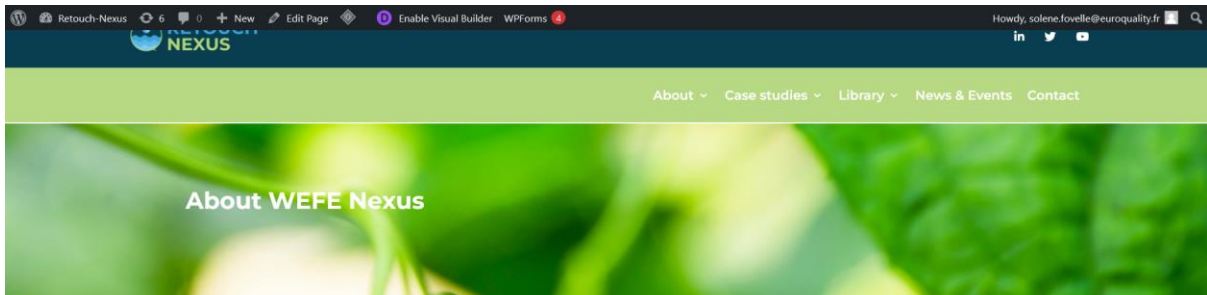 Retouch-Nexus 6 0 + New Edit Page Enable Visual Builder WPForms 4 Howdy, solene.fovelle@euroquality.fr
RETOUCH
NEXUS
About Case studies Library News & Events Contact
About WEFE Nexus